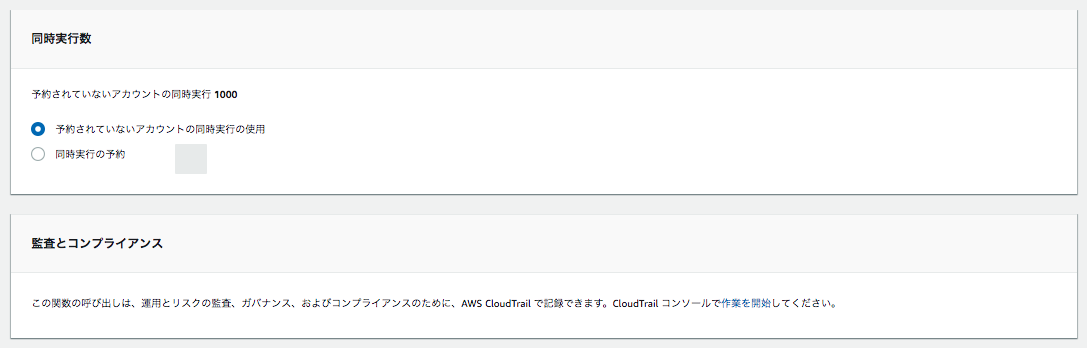 同時実行数
予約されていないアカウントの同時実行 1000
予約されていないアカウントの同時実行の使用
同時実行の予約
監査とコンプライアンス
この関数の呼び出しは、運用とリスクの監査、ガバナンス、およびコンプライアンスのために、AWS CloudTrail で記録できます。CloudTrail コンソールで作業を開始してください。